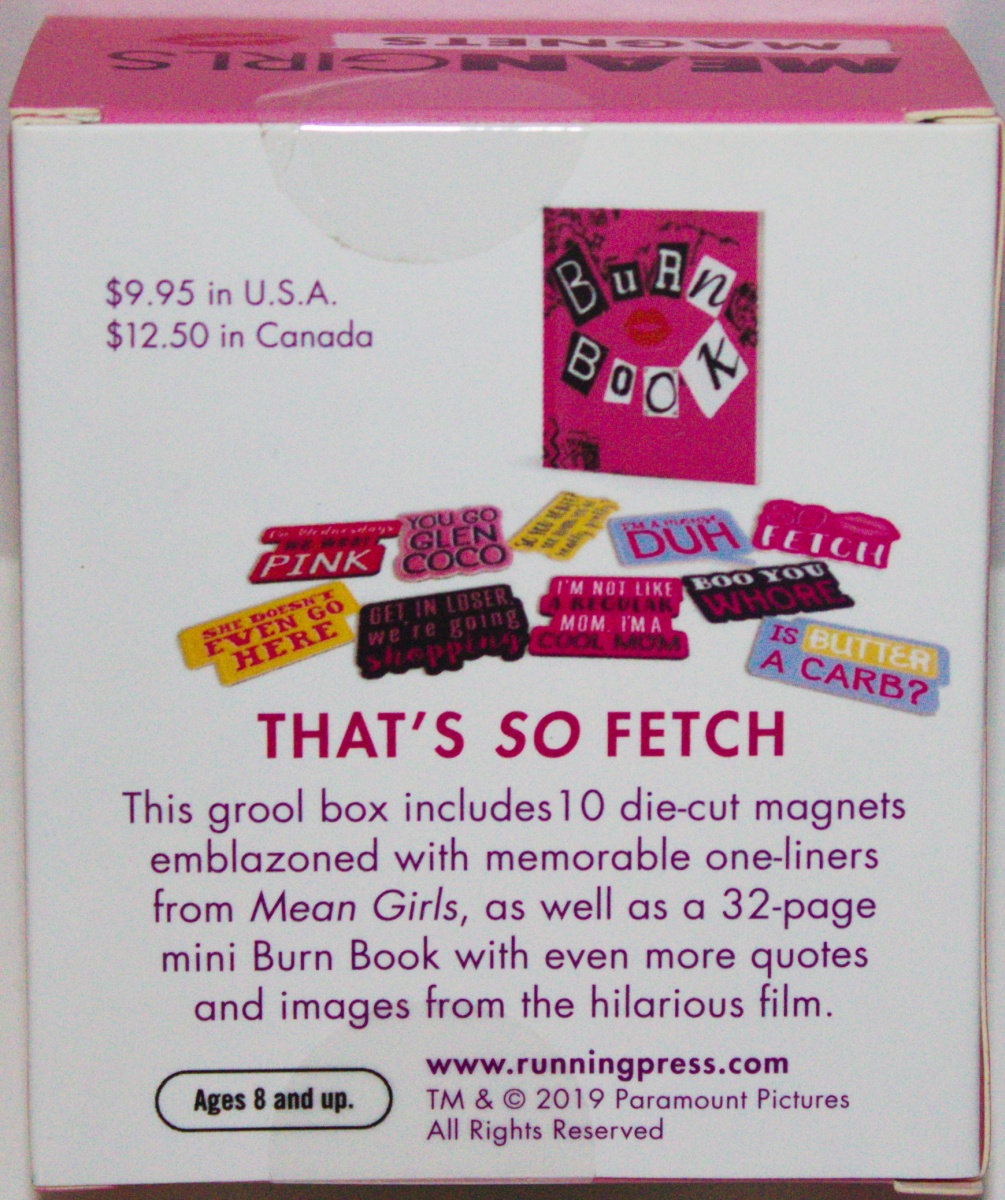 MEAN GIRLS
MAGNETS
$9.95 in U.S.A.
$12.50 in Canada
BuRn
BOOK
On Wednesdays
WE WEAR
PINK
YOU GO
GLEN
COCO
I'M A mouse
DUH
SO
FETCH
SHE DOESN'T
EVEN GO
HERE
GET IN LOSER,
we're going
shopping
I'M NOT LIKE
A REGULAR
MOM, I'M A
COOL MOM
BOO YOU
WHORE
IS BUTTER
A CARB?
THAT'S SO FETCH
This grool box includes10 die-cut magnets
emblazoned with memorable one-liners
from Mean Girls, as well as a 32-page
mini Burn Book with even more quotes
and images from the hilarious film.
Ages 8 and up.
www.runningpress.com
TM & © 2019 Paramount Pictures
All Rights Reserved